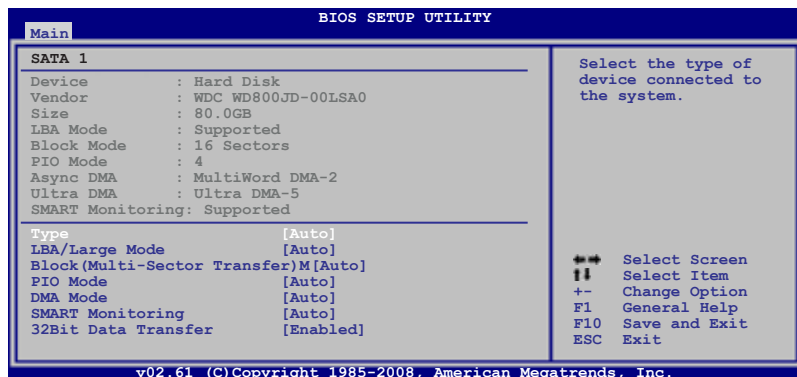 BIOS SETUP UTILITY
Main
SATA 1
Device : Hard Disk
Vendor : WDC WD800JD-00LSA0
Size : 80.0GB
LBA Mode : Supported
Block Mode : 16 Sectors
PIO Mode : 4
Async DMA : MultiWord DMA-2
Ultra DMA : Ultra DMA-5
SMART Monitoring: Supported
Type [Auto]
LBA/Large Mode [Auto]
Block(Multi-Sector Transfer)M[Auto]
PIO Mode [Auto]
DMA Mode [Auto]
SMART Monitoring [Auto]
32Bit Data Transfer [Enabled]
Select the type of
device connected to
the system.
Select Screen
Select Item
+- Change Option
F1 General Help
F10 Save and Exit
ESC Exit
v02.61 (C)Copyright 1985-2008, American Megatrends, Inc.